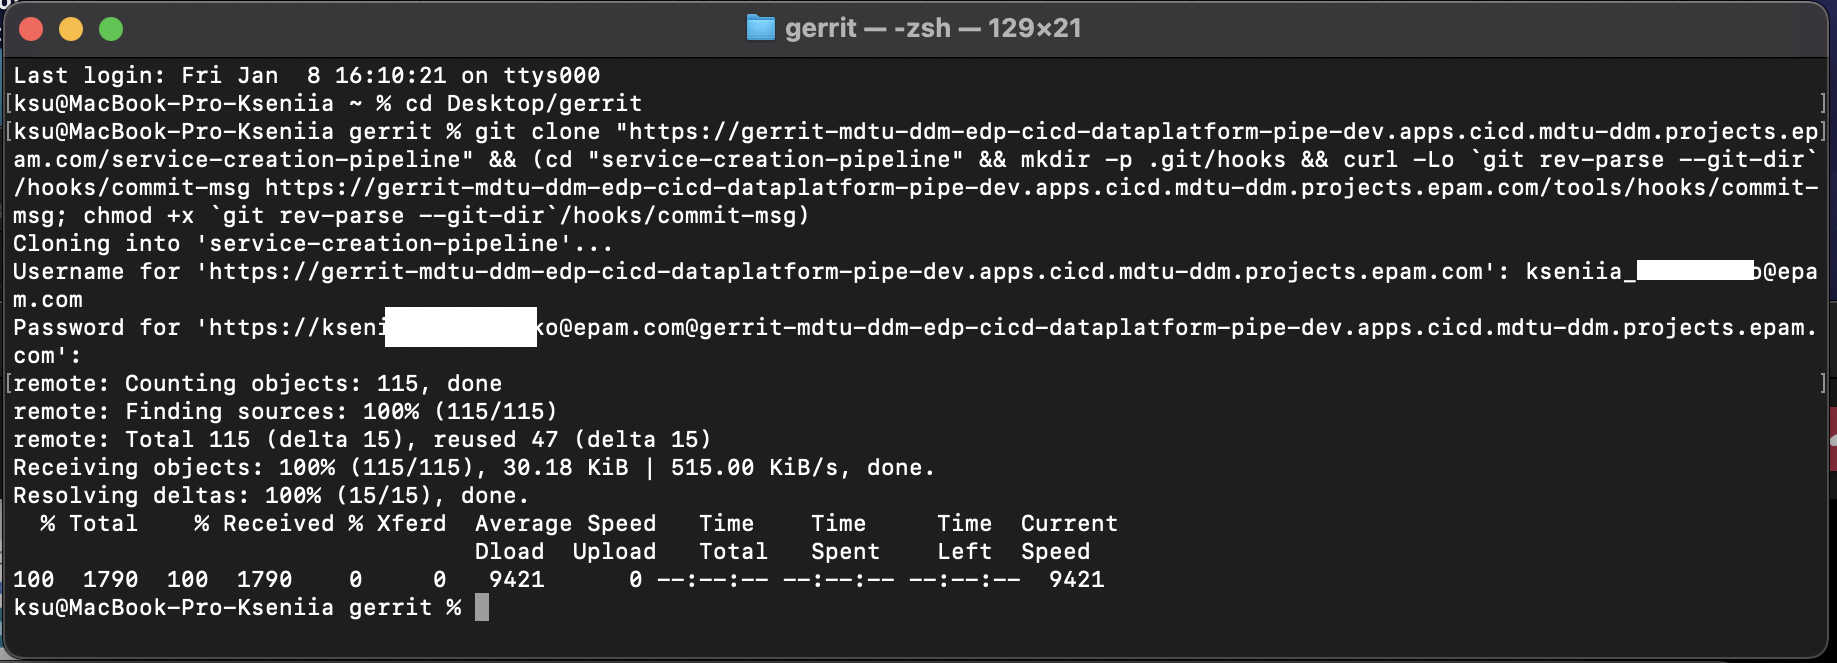 gerrit — -zsh — 129×21
Last login: Fri Jan  8 16:10:21 on ttys000
[ksu@MacBook-Pro-Kseniia ~ % cd Desktop/gerrit ]
[ksu@MacBook-Pro-Kseniia gerrit % git clone "https://gerrit-mdtu-ddm-edp-cicd-dataplatform-pipe-dev.apps.cicd.mdtu-ddm.projects.ep]
am.com/service-creation-pipeline" && (cd "service-creation-pipeline" && mkdir -p .git/hooks && curl -Lo `git rev-parse --git-dir`
/hooks/commit-msg https://gerrit-mdtu-ddm-edp-cicd-dataplatform-pipe-dev.apps.cicd.mdtu-ddm.projects.epam.com/tools/hooks/commit-
msg; chmod +x `git rev-parse --git-dir`/hooks/commit-msg)
Cloning into 'service-creation-pipeline'...
Username for 'https://gerrit-mdtu-ddm-edp-cicd-dataplatform-pipe-dev.apps.cicd.mdtu-ddm.projects.epam.com': kseniia_ o@epa
m.com
Password for 'https://kseni ko@epam.com@gerrit-mdtu-ddm-edp-cicd-dataplatform-pipe-dev.apps.cicd.mdtu-ddm.projects.epam.
com':
[remote: Counting objects: 115, done ]
remote: Finding sources: 100% (115/115)
remote: Total 115 (delta 15), reused 47 (delta 15)
Receiving objects: 100% (115/115), 30.18 KiB | 515.00 KiB/s, done.
Resolving deltas: 100% (15/15), done.
  % Total    % Received % Xferd  Average Speed   Time    Time     Time  Current
                                 Dload  Upload   Total   Spent    Left  Speed
100  1790  100  1790    0     0   9421      0 --:--:-- --:--:-- --:--:--  9421
ksu@MacBook-Pro-Kseniia gerrit %